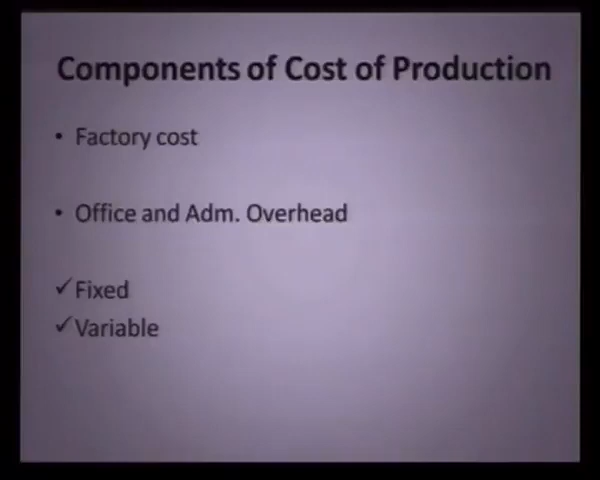 Components of Cost of Production
• Factory cost
• Office and Adm. Overhead
✓ Fixed
✓ Variable